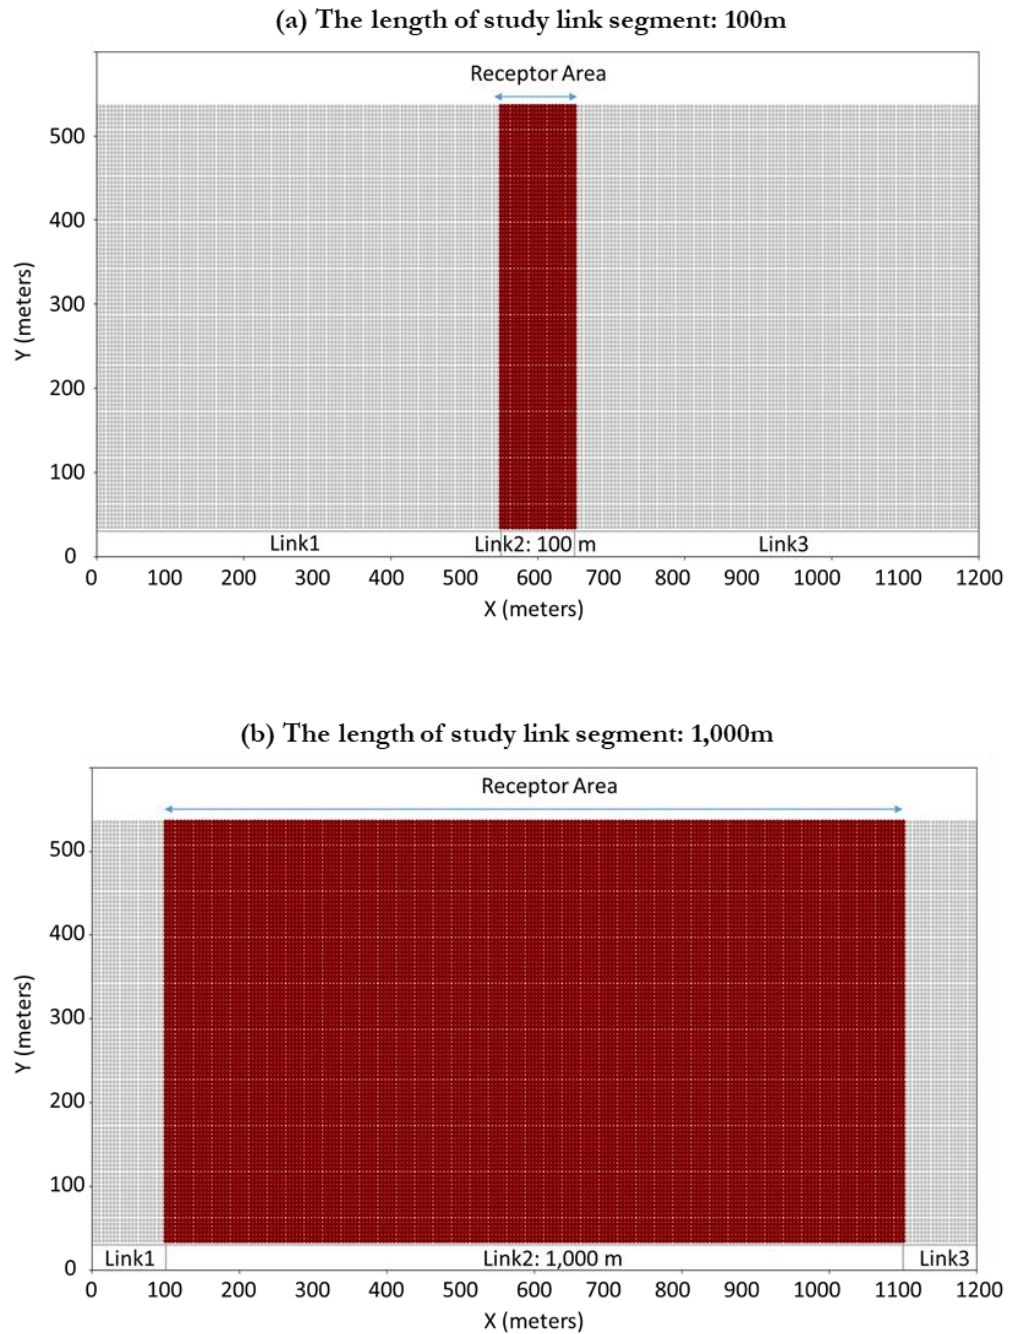 (a) The length of study link segment: 100m
Receptor Area
500
400
300
200
100
0
Y (meters)
Link1 Link2: 100 m Link3
0 100 200 300 400 500 600 700 800 900 1000 1100 1200
X (meters)
(b) The length of study link segment: 1,000m
Receptor Area
500
400
300
200
100
0
Y (meters)
Link1 Link2: 1,000 m Link3
0 100 200 300 400 500 600 700 800 900 1000 1100 1200
X (meters)